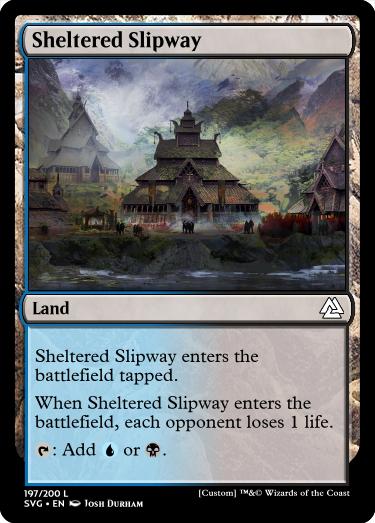 Sheltered Slipway
Land
Sheltered Slipway enters the
battlefield tapped.
When Sheltered Slipway enters the
battlefield, each opponent loses 1 life.
: Add or .
197/200 L
SVG • EN Josh Durham
[Custom] ™&© Wizards of the Coast